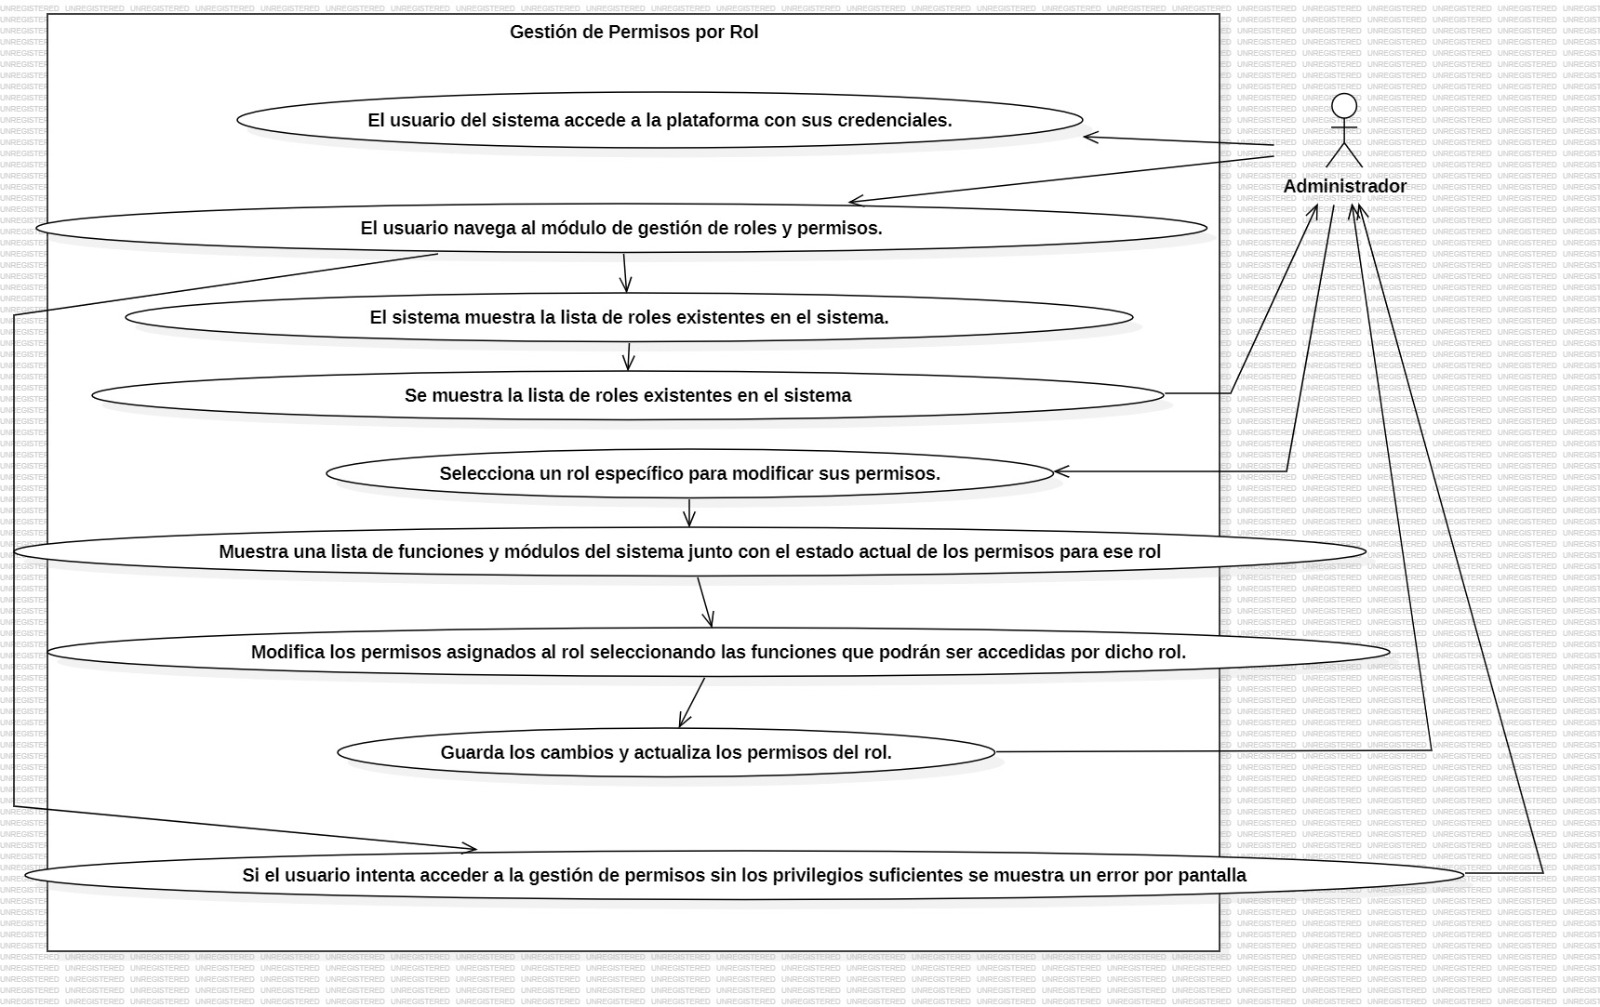 Gestión de Permisos por Rol
El usuario del sistema accede a la plataforma con sus credenciales.
Administrador
El usuario navega al módulo de gestión de roles y permisos.
El sistema muestra la lista de roles existentes en el sistema.
Se muestra la lista de roles existentes en el sistema
Selecciona un rol específico para modificar sus permisos.
Muestra una lista de funciones y módulos del sistema junto con el estado actual de los permisos para ese rol
Modifica los permisos asignados al rol seleccionando las funciones que podrán ser accedidas por dicho rol.
Guarda los cambios y actualiza los permisos del rol.
Si el usuario intenta acceder a la gestión de permisos sin los privilegios suficientes se muestra un error por pantalla
UNREGISTERED